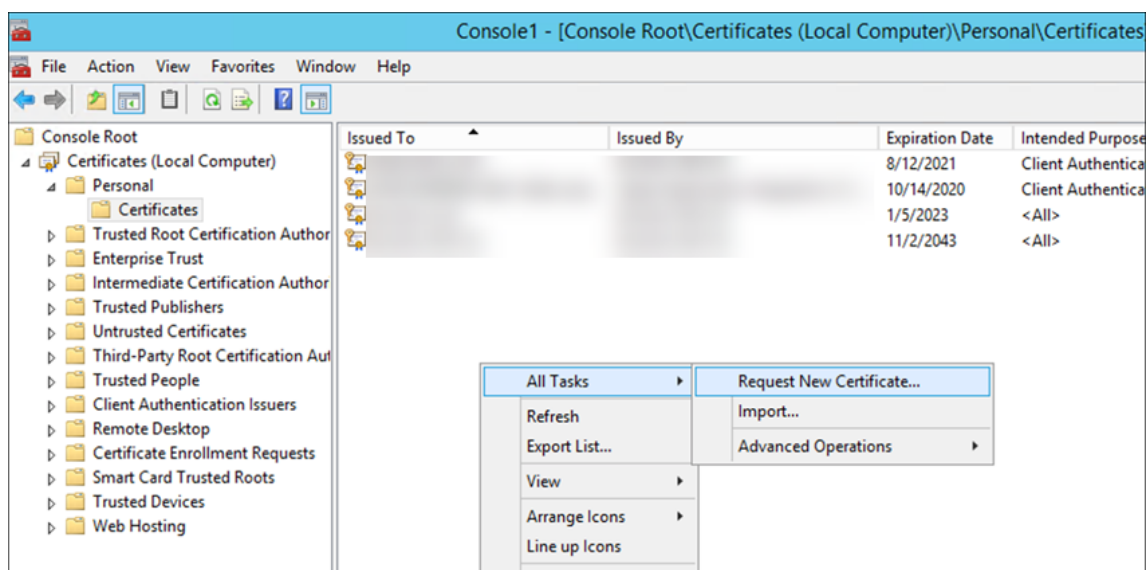 Console1 - [Console Root\Certificates (Local Computer)\Personal\Certificates
File Action View Favorites Window Help
Console Root
Certificates (Local Computer)
Personal
Certificates
Trusted Root Certification Author
Enterprise Trust
Intermediate Certification Author
Trusted Publishers
Untrusted Certificates
Third-Party Root Certification Aut
Trusted People
Client Authentication Issuers
Remote Desktop
Certificate Enrollment Requests
Smart Card Trusted Roots
Trusted Devices
Web Hosting
Issued To Issued By Expiration Date Intended Purpose
8/12/2021 Client Authentica
10/14/2020 Client Authentica
1/5/2023 <All>
11/2/2043 <All>
All Tasks
Refresh
Export List...
View
Arrange Icons
Line up Icons
Request New Certificate...
Import...
Advanced Operations